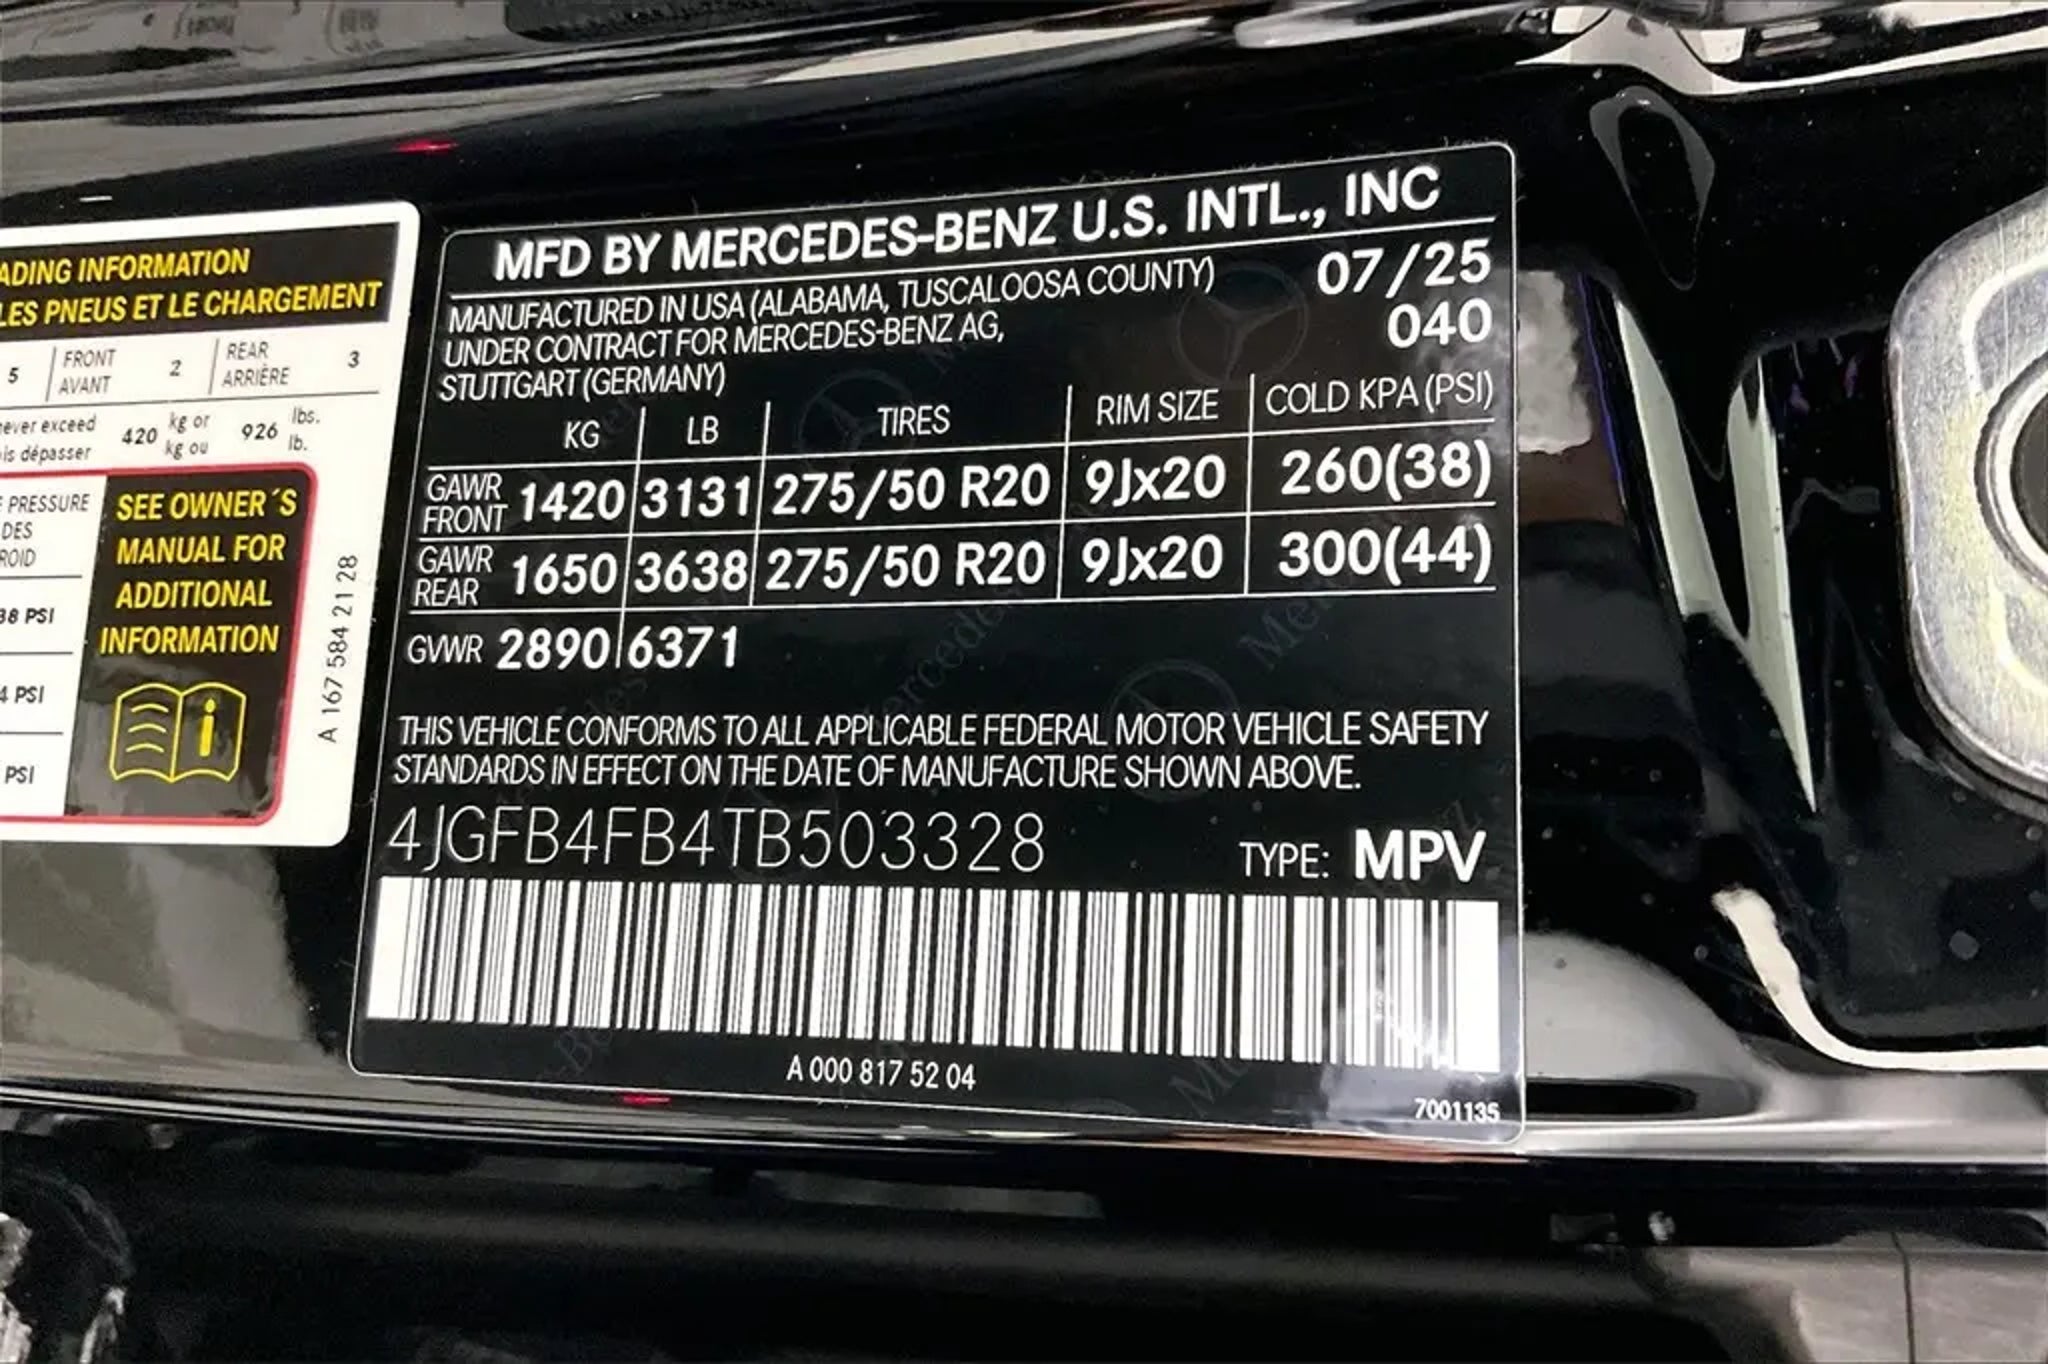 ADING INFORMATION
LES PNEUS ET LE CHARGEMENT
5 FRONT AVANT 2 REAR ARRIÈRE 3
ever exceed
is dépasser
420 kg or kg ou 926 lbs. lb.
PRESSURE
DES
ROID
38 PSI
4 PSI
PSI
SEE OWNER´S
MANUAL FOR
ADDITIONAL
INFORMATION
A 167 584 21 28
MFD BY MERCEDES-BENZ U.S. INTL., INC
MANUFACTURED IN USA (ALABAMA, TUSCALOOSA COUNTY) 07/25
UNDER CONTRACT FOR MERCEDES-BENZ AG, 040
STUTTGART (GERMANY)
KG LB TIRES RIM SIZE COLD KPA (PSI)
GAWR FRONT 1420 3131 275/50 R20 9Jx20 260(38)
GAWR REAR 1650 3638 275/50 R20 9Jx20 300(44)
GVWR 2890 6371
THIS VEHICLE CONFORMS TO ALL APPLICABLE FEDERAL MOTOR VEHICLE SAFETY
STANDARDS IN EFFECT ON THE DATE OF MANUFACTURE SHOWN ABOVE.
4JGFB4FB4TB503328 TYPE: MPV
A 000 817 52 04
7001135